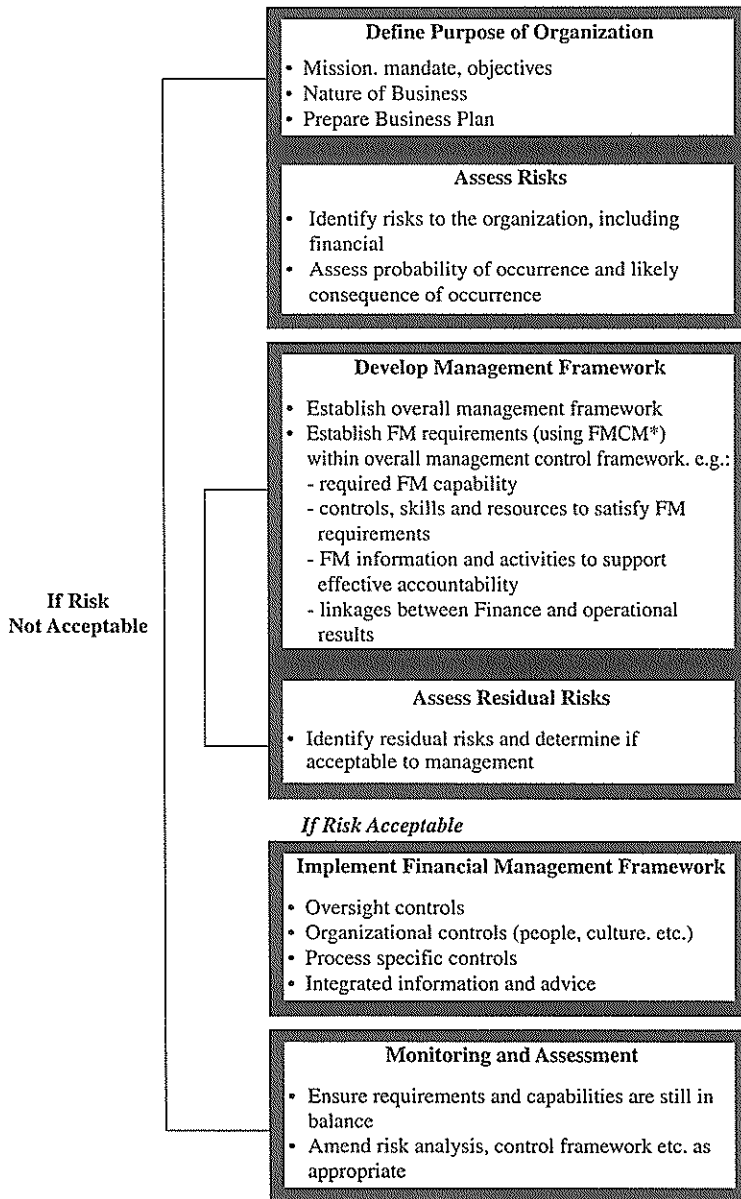 Define Purpose of Organization
• Mission. mandate, objectives
• Nature of Business
• Prepare Business Plan
Assess Risks
• Identify risks to the organization, including
financial
• Assess probability of occurrence and likely
consequence of occurrence
Develop Management Framework
• Establish overall management framework
• Establish FM requirements (using FMCM*)
within overall management control framework. e.g.:
- required FM capability
- controls, skills and resources to satisfy FM
requirements
- FM information and activities to support
effective accountability
- linkages between Finance and operational
results
If Risk
Not Acceptable
Assess Residual Risks
• Identify residual risks and determine if
acceptable to management
If Risk Acceptable
Implement Financial Management Framework
• Oversight controls
• Organizational controls (people, culture. etc.)
• Process specific controls
• Integrated information and advice
Monitoring and Assessment
• Ensure requirements and capabilities are still in
balance
• Amend risk analysis, control framework etc. as
appropriate